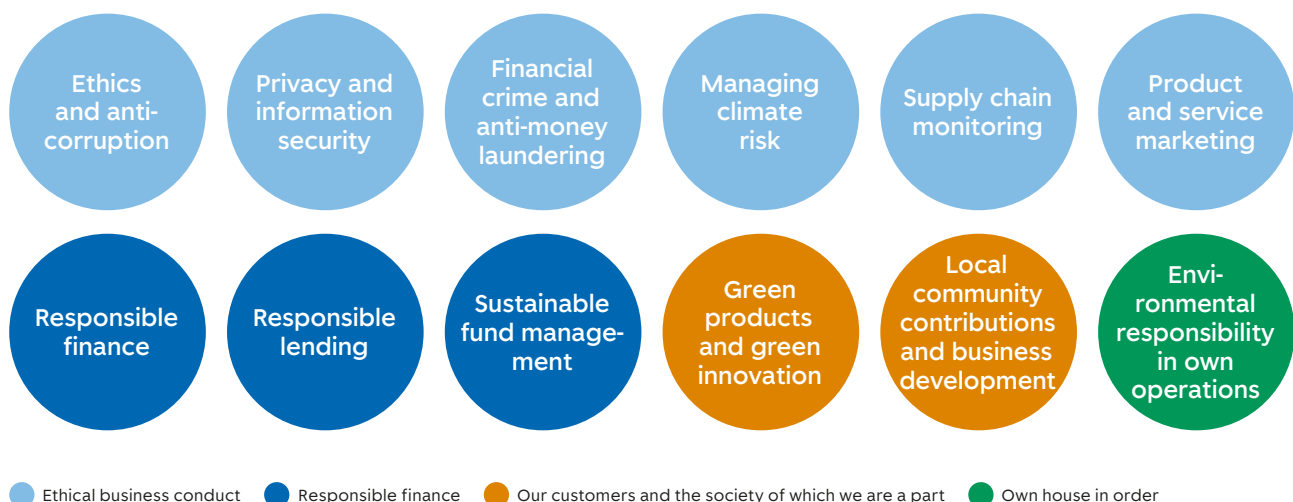 Ethics
and anti-
corruption
Privacy and
information
security
Financial
crime and
anti-money
laundering
Managing
climate
risk
Supply chain
monitoring
Product
and service
marketing
Responsible
finance
Responsible
lending
Sustainable
fund manage-
ment
Green
products
and green
innovation
Local
community
contributions
and business
development
Envi-
ronmental
responsibility
in own
operations
Ethical business conduct
Responsible finance
Our customers and the society of which we are a part
Own house in order